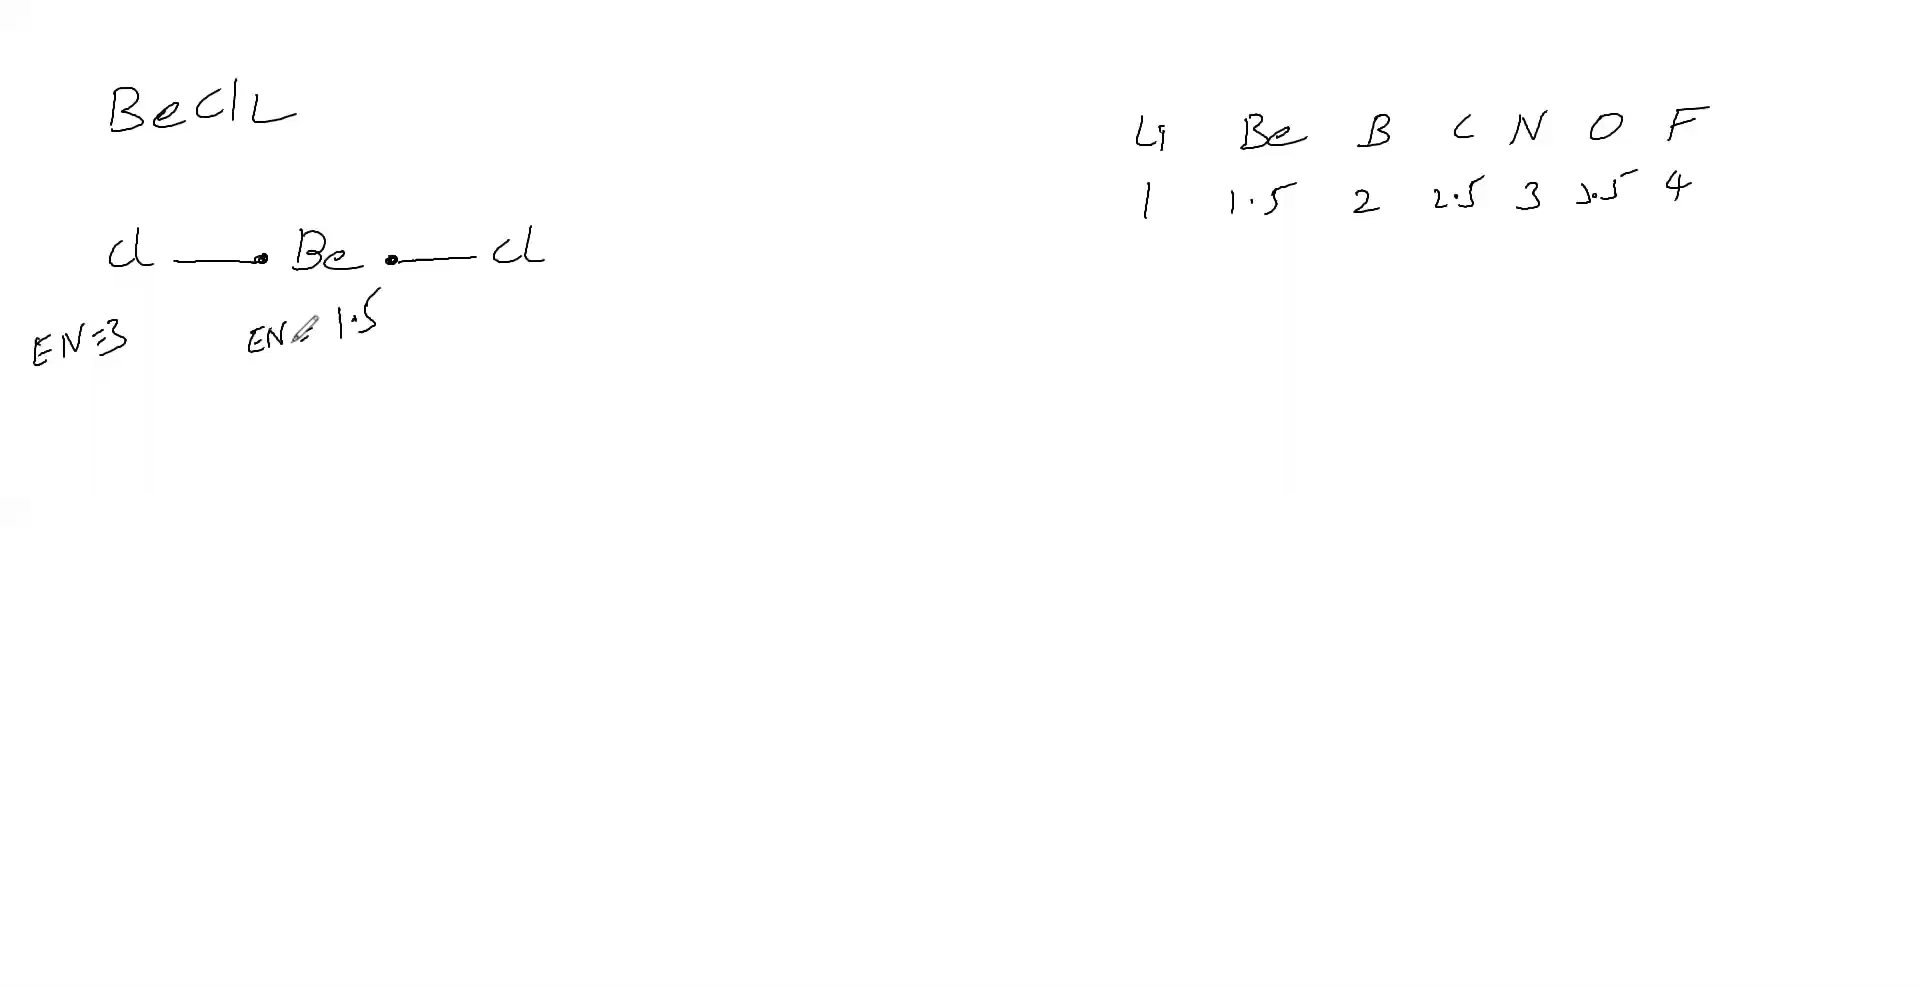 BeCl2
Li Be B C N O F
1 1.5 2 2.5 3 3.5 4
Cl — Be — Cl
EN=3 EN= 1.5